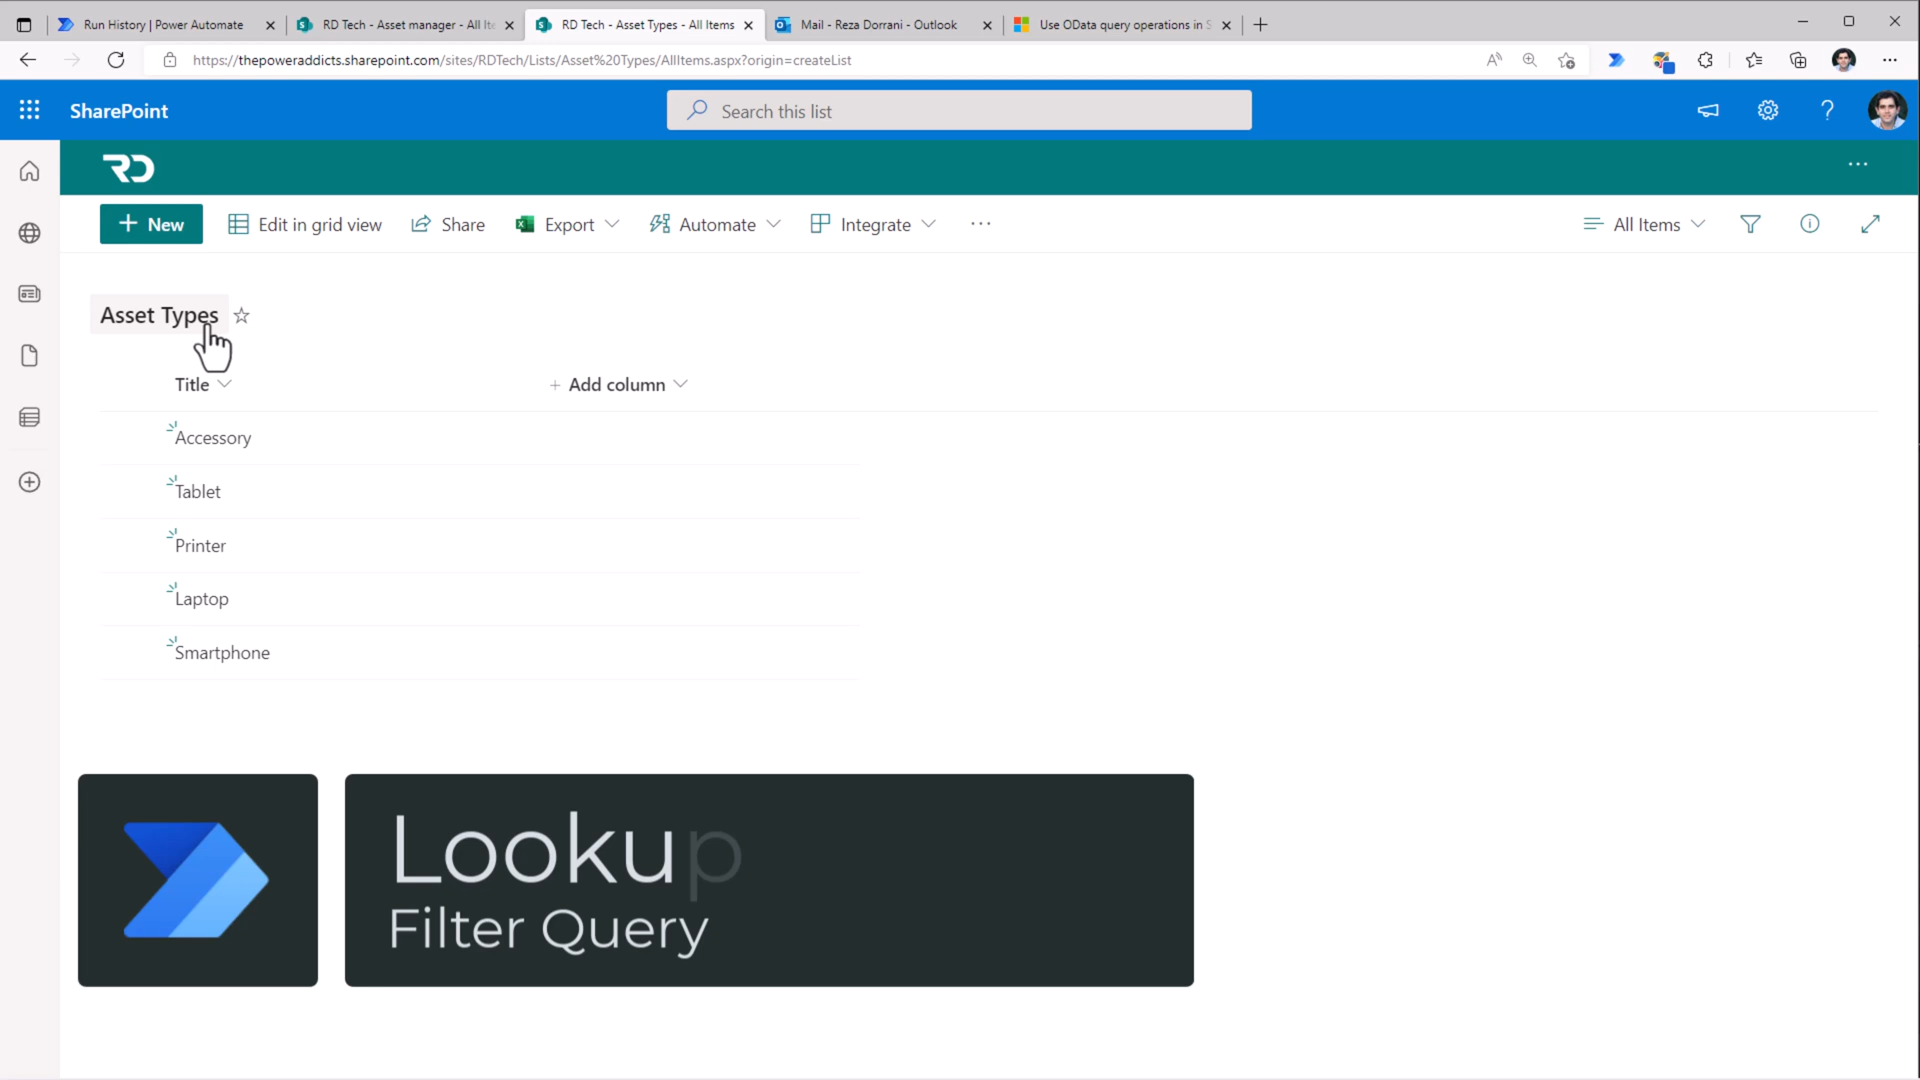 Run History | Power Automate
RD Tech - Asset manager - All Ite
RD Tech - Asset Types - All Items
Mail - Reza Dorrani - Outlook
Use OData query operations in S
https://thepoweraddicts.sharepoint.com/sites/RDTech/Lists/Asset%20Types/AllItems.aspx?origin=createList
SharePoint
Search this list
RD
New
Edit in grid view
Share
Export
Automate
Integrate
All Items
Asset Types
Title
Add column
Accessory
Tablet
Printer
Laptop
Smartphone
Lookup
Filter Query